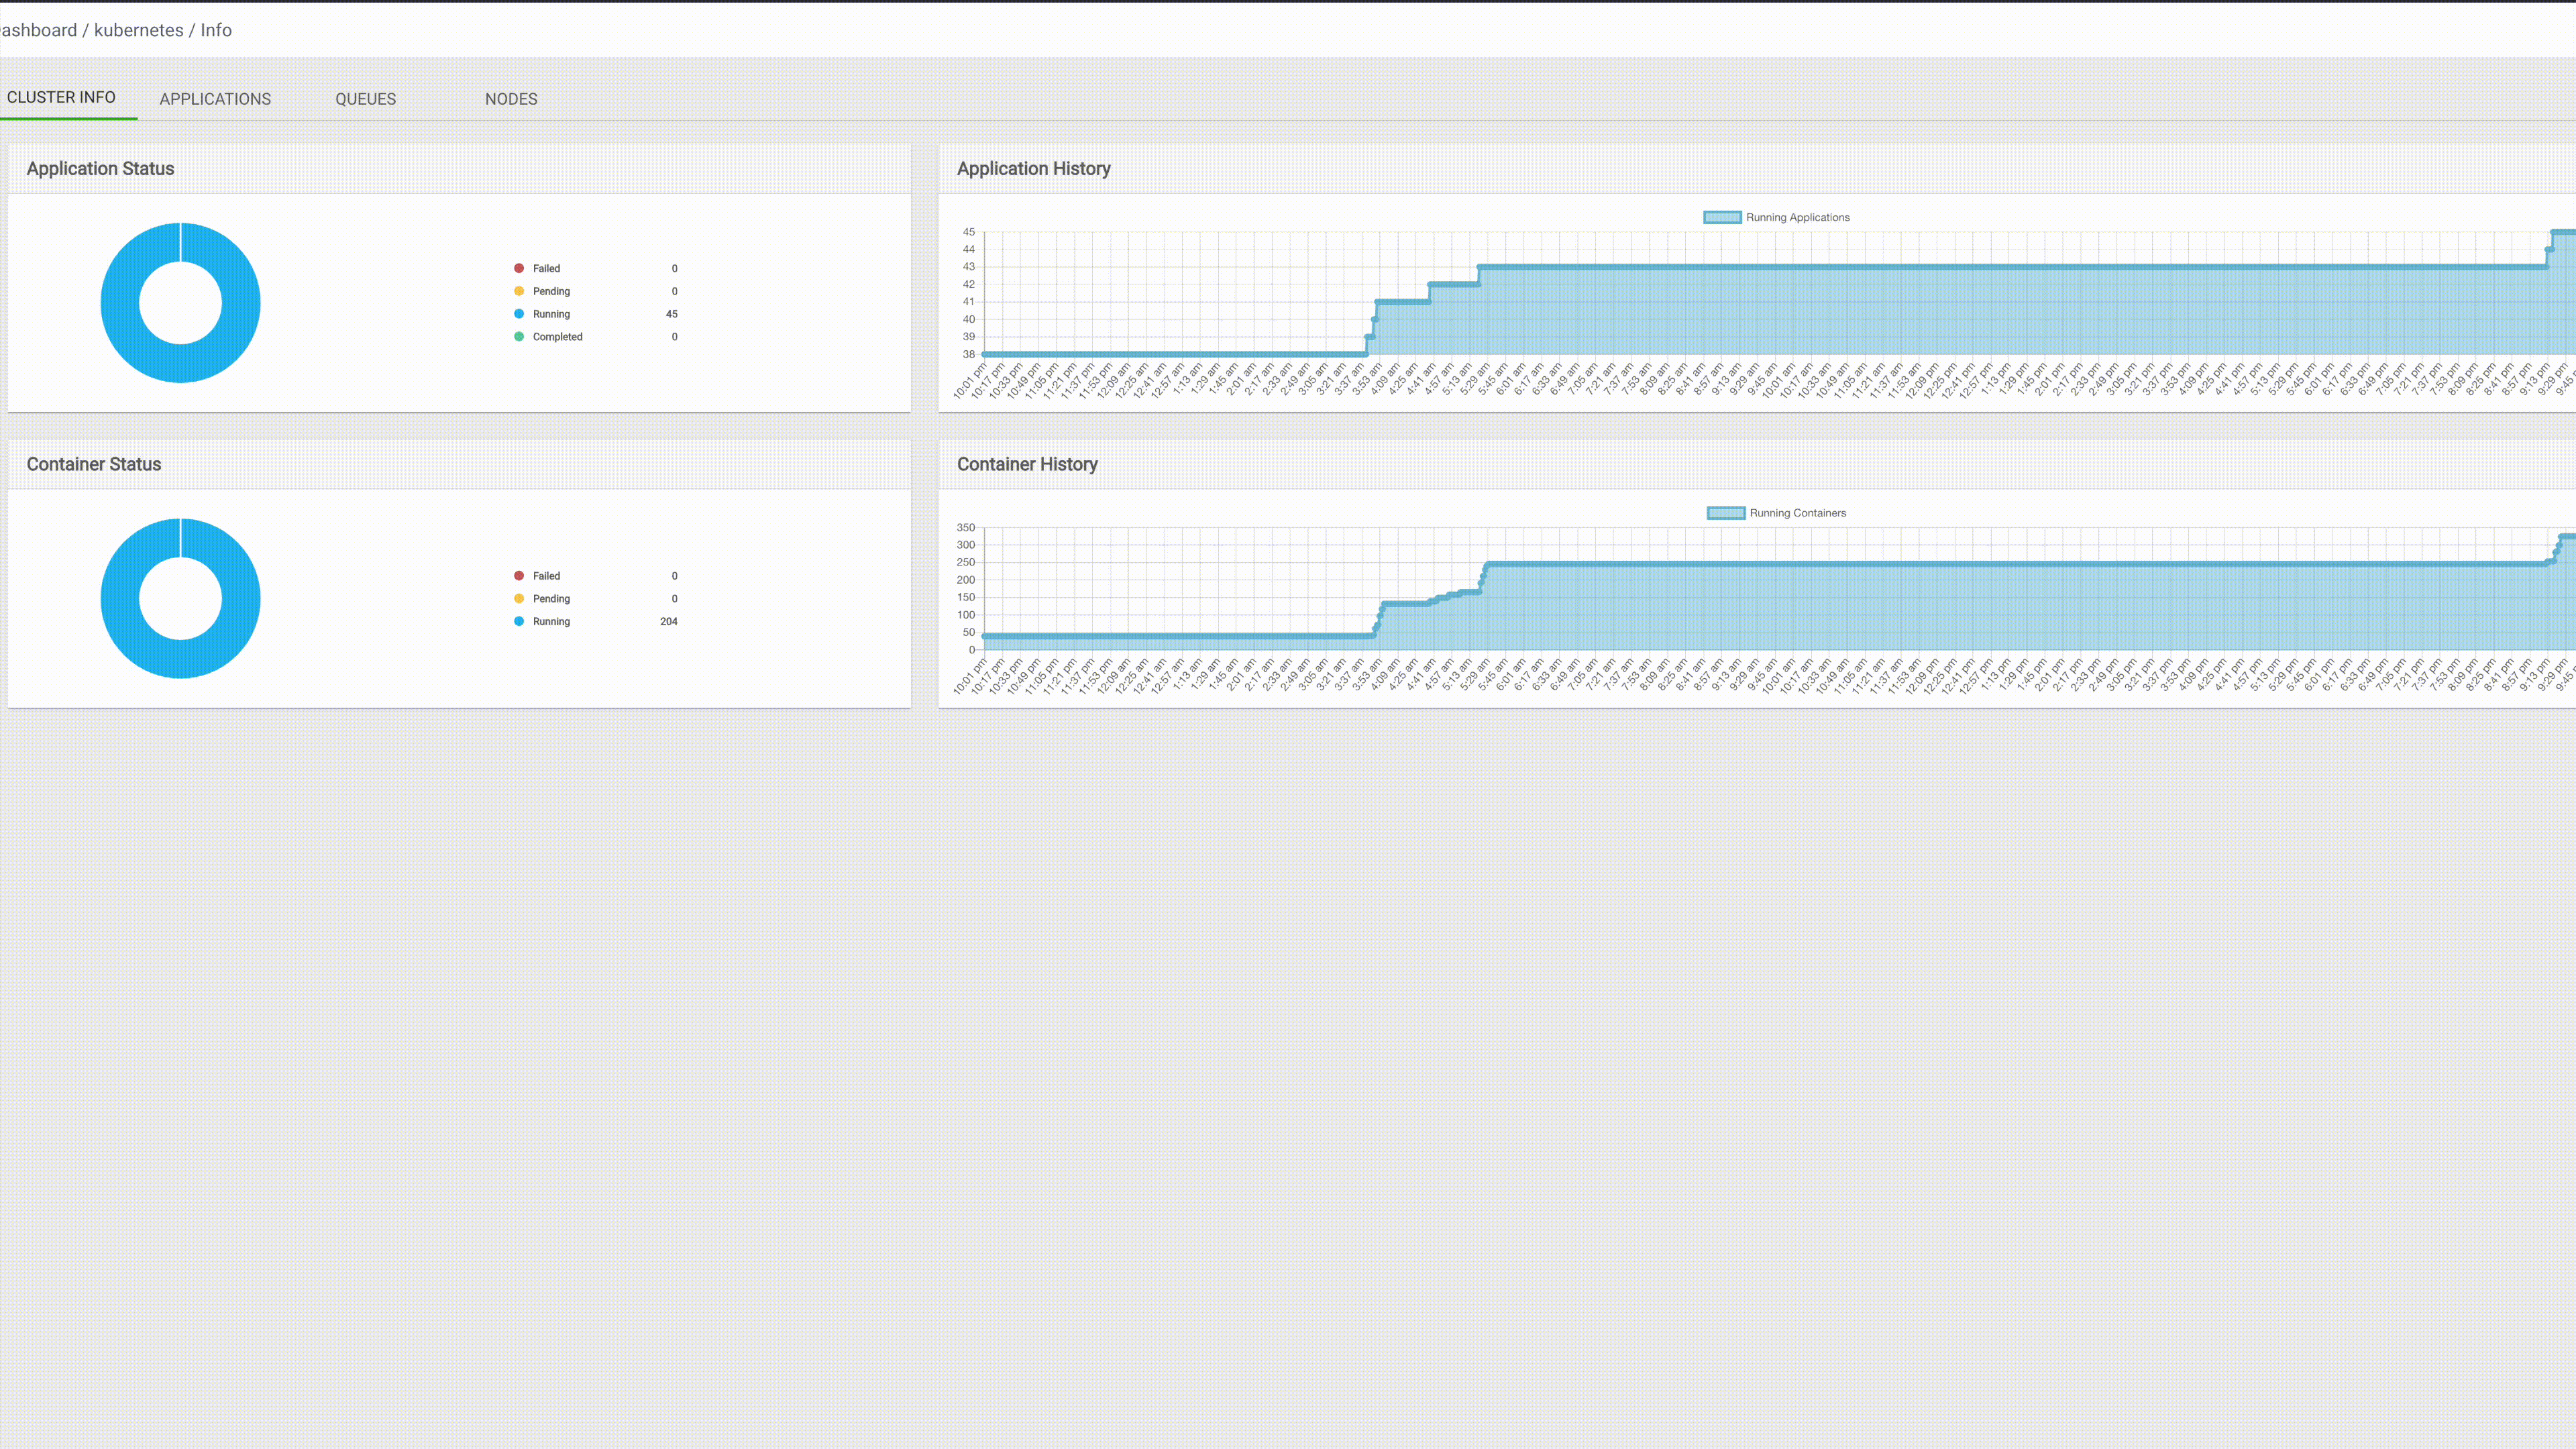 ashboard / kubernetes / Info
CLUSTER INFO APPLICATIONS QUEUES NODES
Application Status
Failed 0
Pending 0
Running 45
Completed 0
Application History
Running Applications
45
44
43
42
41
40
39
38
10:01 pm 10:17 pm 10:33 pm 10:49 pm 11:05 pm 11:21 pm 11:37 pm 11:53 pm 12:09 am 12:25 am 12:41 am 12:57 am 1:13 am 1:29 am 1:45 am 2:01 am 2:17 am 2:33 am 2:49 am 3:05 am 3:21 am 3:37 am 3:53 am 4:09 am 4:25 am 4:41 am 4:57 am 5:13 am 5:29 am 5:45 am 6:01 am 6:17 am 6:33 am 6:49 am 7:05 am 7:21 am 7:37 am 7:53 am 8:09 am 8:25 am 8:41 am 8:57 am 9:13 am 9:29 am 9:45 am 10:01 am 10:17 am 10:33 am 10:49 am 11:05 am 11:21 am 11:37 am 11:53 am 12:09 pm 12:25 pm 12:41 pm 12:57 pm 1:13 pm 1:29 pm 1:45 pm 2:01 pm 2:17 pm 2:33 pm 2:49 pm 3:05 pm 3:21 pm 3:37 pm 3:53 pm 4:09 pm 4:25 pm 4:41 pm 4:57 pm 5:13 pm 5:29 pm 5:45 pm 6:01 pm 6:17 pm 6:33 pm 6:49 pm 7:05 pm 7:21 pm 7:37 pm 7:53 pm 8:09 pm 8:25 pm 8:41 pm 8:57 pm 9:13 pm 9:29 pm 9:45
Container Status
Failed 0
Pending 0
Running 204
Container History
Running Containers
350
300
250
200
150
100
50
0
10:01 pm 10:17 pm 10:33 pm 10:49 pm 11:05 pm 11:21 pm 11:37 pm 11:53 pm 12:09 am 12:25 am 12:41 am 12:57 am 1:13 am 1:29 am 1:45 am 2:01 am 2:17 am 2:33 am 2:49 am 3:05 am 3:21 am 3:37 am 3:53 am 4:09 am 4:25 am 4:41 am 4:57 am 5:13 am 5:29 am 5:45 am 6:01 am 6:17 am 6:33 am 6:49 am 7:05 am 7:21 am 7:37 am 7:53 am 8:09 am 8:25 am 8:41 am 8:57 am 9:13 am 9:29 am 9:45 am 10:01 am 10:17 am 10:33 am 10:49 am 11:05 am 11:21 am 11:37 am 11:53 am 12:09 pm 12:25 pm 12:41 pm 12:57 pm 1:13 pm 1:29 pm 1:45 pm 2:01 pm 2:17 pm 2:33 pm 2:49 pm 3:05 pm 3:21 pm 3:37 pm 3:53 pm 4:09 pm 4:25 pm 4:41 pm 4:57 pm 5:13 pm 5:29 pm 5:45 pm 6:01 pm 6:17 pm 6:33 pm 6:49 pm 7:05 pm 7:21 pm 7:37 pm 7:53 pm 8:09 pm 8:25 pm 8:41 pm 8:57 pm 9:13 pm 9:29 pm 9:45